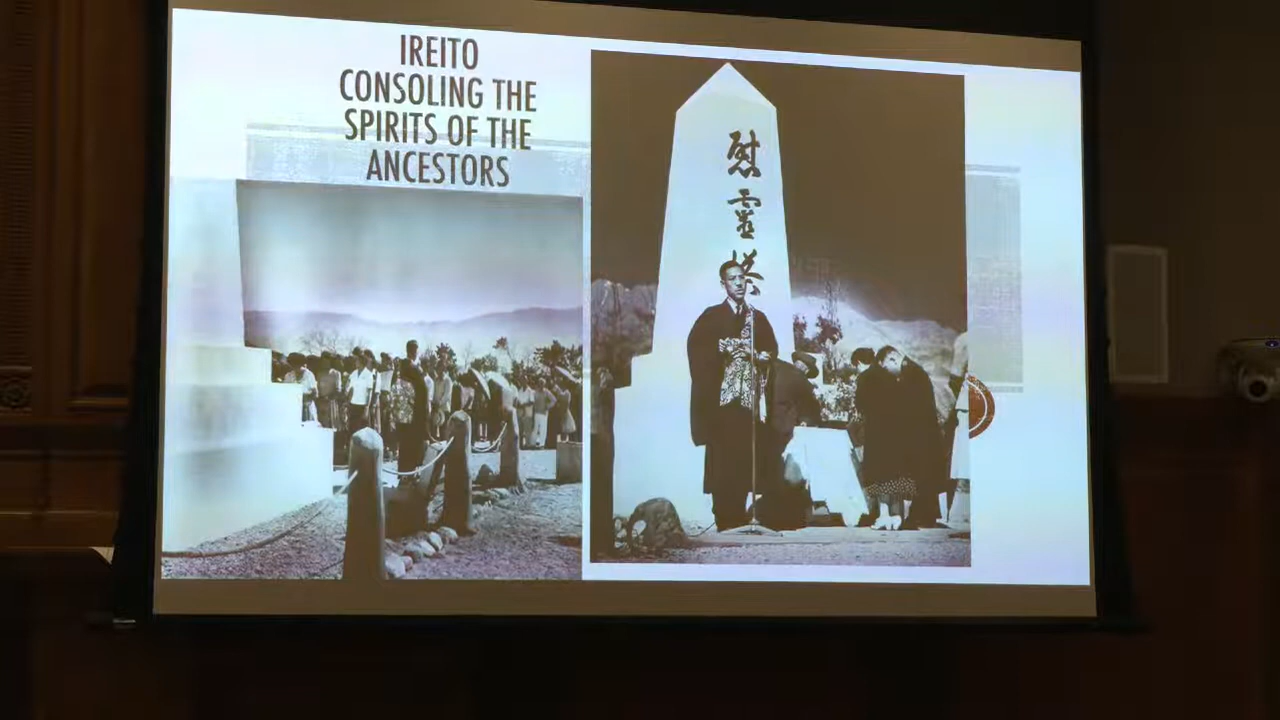 IREITO
CONSOLING THE
SPIRITS OF THE
ANCESTORS
慰
霊
塔